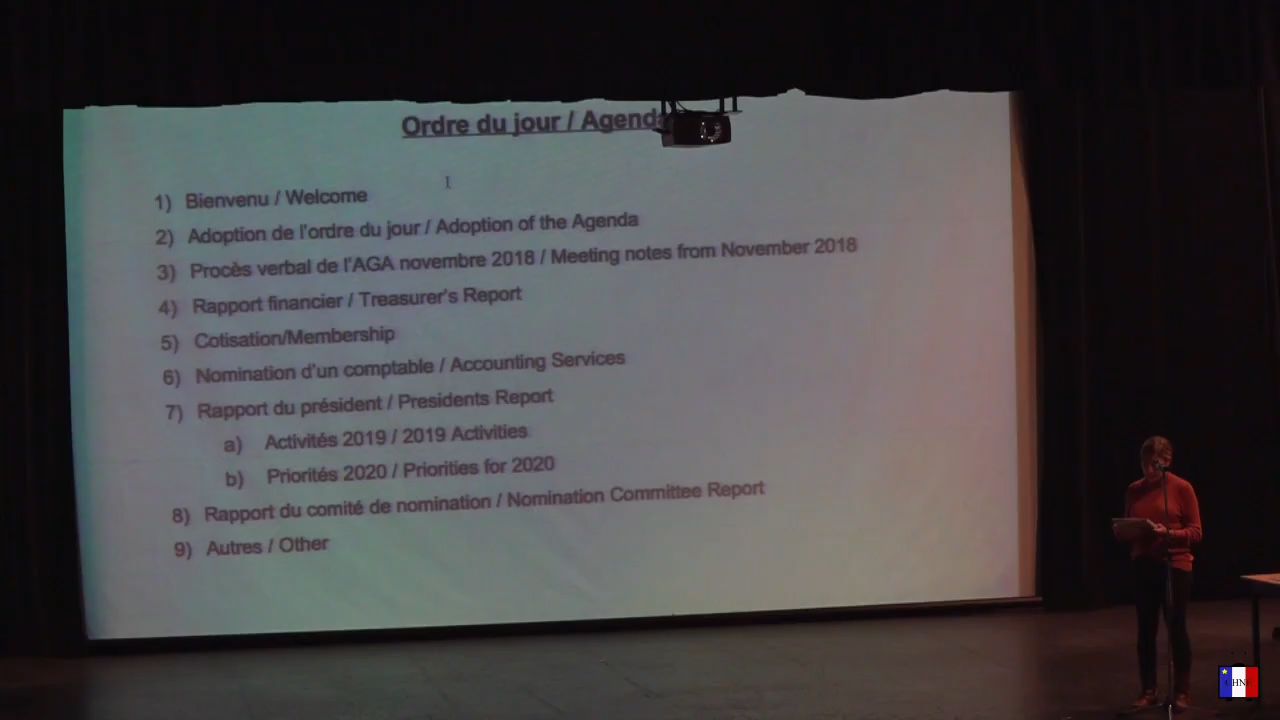 Ordre du jour / Agenda
1) Bienvenu / Welcome
2) Adoption de l'ordre du jour / Adoption of the Agenda
3) Procès verbal de l'AGA novembre 2018 / Meeting notes from November 2018
4) Rapport financier / Treasurer's Report
5) Cotisation/Membership
6) Nomination d'un comptable / Accounting Services
7) Rapport du président / Presidents Report
a) Activités 2019 / 2019 Activities
b) Priorités 2020 / Priorities for 2020
8) Rapport du comité de nomination / Nomination Committee Report
9) Autres / Other